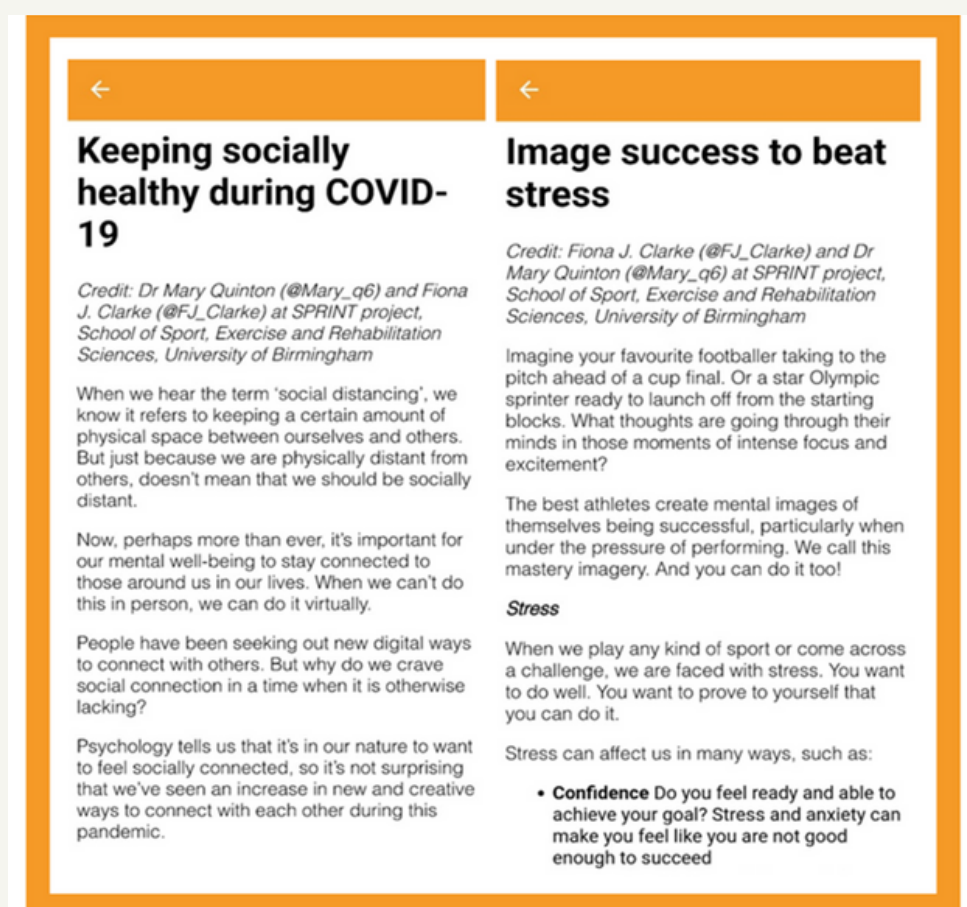 Keeping socially
healthy during COVID-
19
Credit: Dr Mary Quinton (@Mary_q6) and Fiona
J. Clarke (@FJ_Clarke) at SPRINT project,
School of Sport, Exercise and Rehabilitation
Sciences, University of Birmingham
When we hear the term ‘social distancing’, we
know it refers to keeping a certain amount of
physical space between ourselves and others.
But just because we are physically distant from
others, doesn’t mean that we should be socially
distant.
Now, perhaps more than ever, it’s important for
our mental well-being to stay connected to
those around us in our lives. When we can’t do
this in person, we can do it virtually.
People have been seeking out new digital ways
to connect with others. But why do we crave
social connection in a time when it is otherwise
lacking?
Psychology tells us that it’s in our nature to want
to feel socially connected, so it’s not surprising
that we’ve seen an increase in new and creative
ways to connect with each other during this
pandemic.
Image success to beat
stress
Credit: Fiona J. Clarke (@FJ_Clarke) and Dr
Mary Quinton (@Mary_q6) at SPRINT project,
School of Sport, Exercise and Rehabilitation
Sciences, University of Birmingham
Imagine your favourite footballer taking to the
pitch ahead of a cup final. Or a star Olympic
sprinter ready to launch off from the starting
blocks. What thoughts are going through their
minds in those moments of intense focus and
excitement?
The best athletes create mental images of
themselves being successful, particularly when
under the pressure of performing. We call this
mastery imagery. And you can do it too!
Stress
When we play any kind of sport or come across
a challenge, we are faced with stress. You want
to do well. You want to prove to yourself that
you can do it.
Stress can affect us in many ways, such as:
• Confidence Do you feel ready and able to
achieve your goal? Stress and anxiety can
make you feel like you are not good
enough to succeed